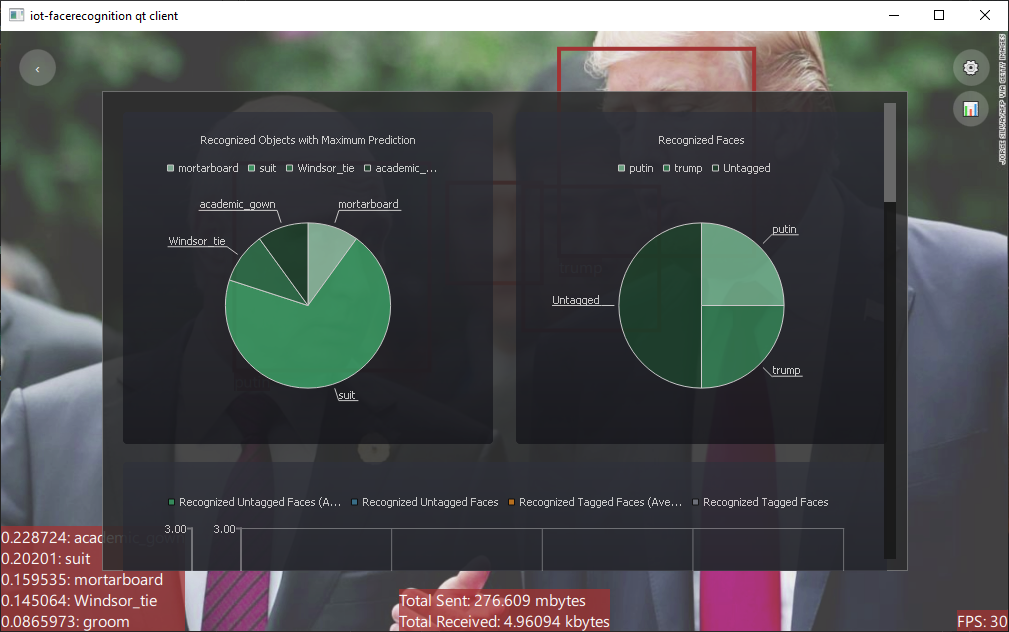 iot-facerecognition qt client
-JORGE SILVA/AFP VIA GETTY IMAGES
Recognized Objects with Maximum Prediction
mortarboard suit Windsor_tie academic_...
academic_gown mortarboard
Windsor_tie
suit
Recognized Faces
putin trump Untagged
putin
Untagged
trump
trump
Recognized Untagged Faces (A... Recognized Untagged Faces Recognized Tagged Faces (Ave... Recognized Tagged Faces
3.00 3.00
0.228724: academic_gown
0.20201: suit
0.159535: mortarboard
0.145064: Windsor_tie
0.0865973: groom
Total Sent: 276.609 mbytes
Total Received: 4.96094 kbytes
FPS: 30